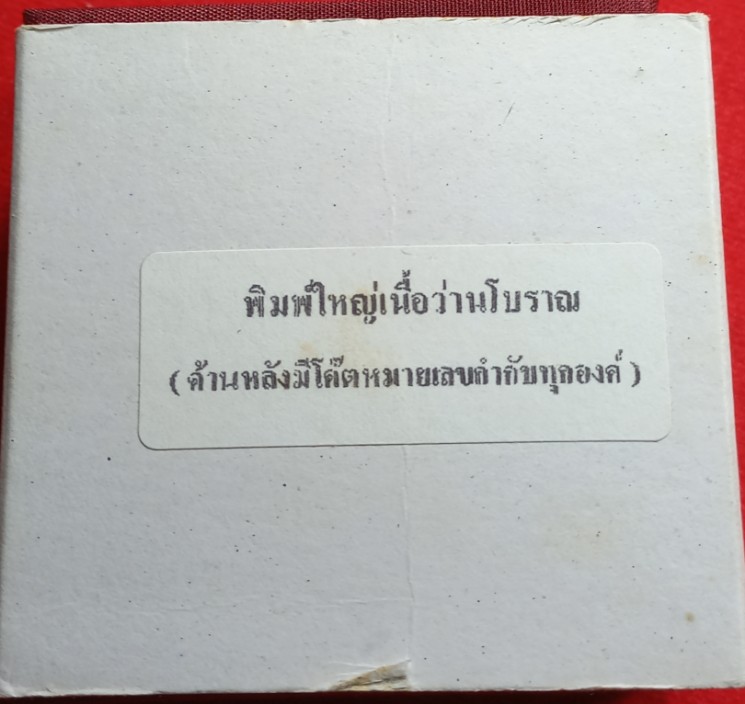 พิมพ์ใหญ่เนื้อว่านโบราณ
(ด้านหลังมีโค๊ตหมายเลขกำกับทุกองค์)